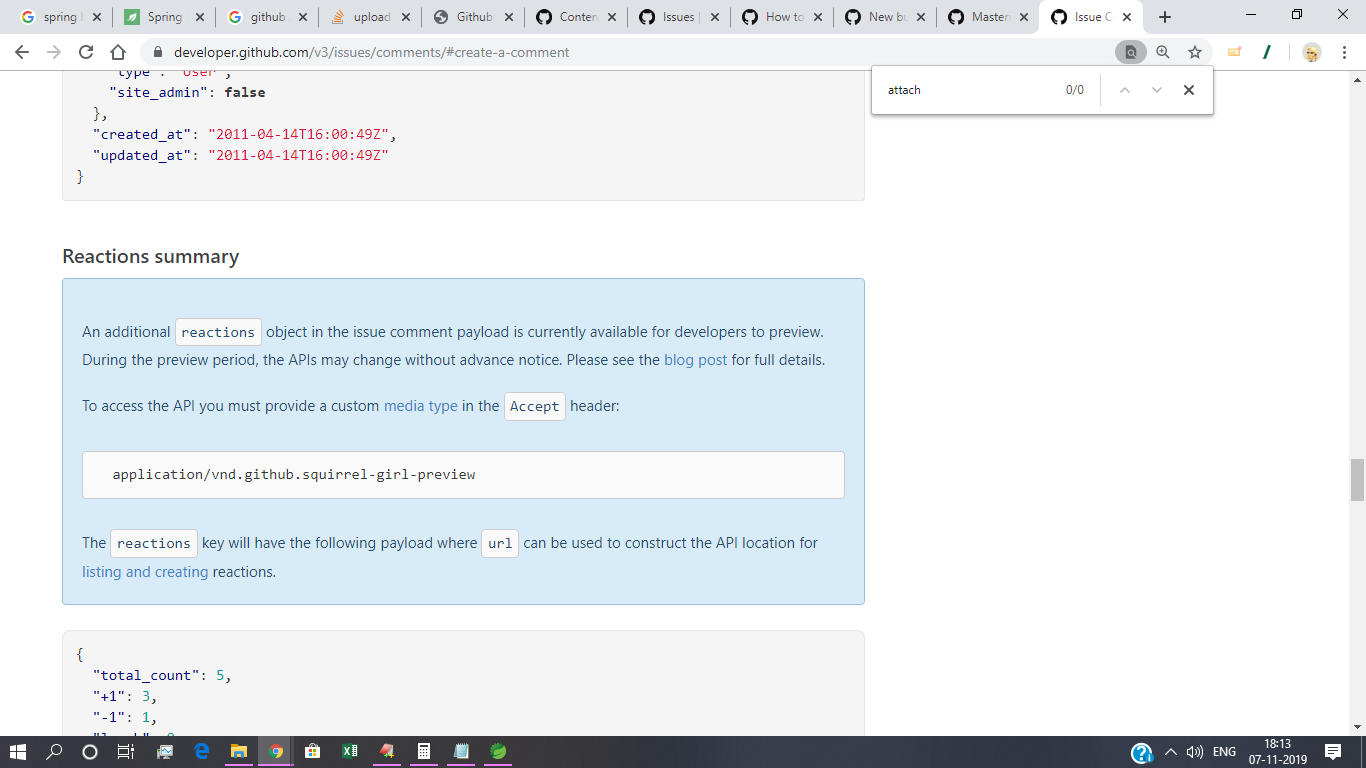 spring
Spring
github
upload
Github
Conten
Issues |
How to
New bu
Master
Issue C
developer.github.com/v3/issues/comments/#create-a-comment
attach
0/0
"type": "User",
"site_admin": false
},
"created_at": "2011-04-14T16:00:49Z",
"updated_at": "2011-04-14T16:00:49Z"
}
Reactions summary
An additional reactions object in the issue comment payload is currently available for developers to preview.
During the preview period, the APIs may change without advance notice. Please see the blog post for full details.
To access the API you must provide a custom media type in the Accept header:
application/vnd.github.squirrel-girl-preview
The reactions key will have the following payload where url can be used to construct the API location for
listing and creating reactions.
{
"total_count": 5,
"+1": 3,
"-1": 1,
ENG
18:13
07-11-2019